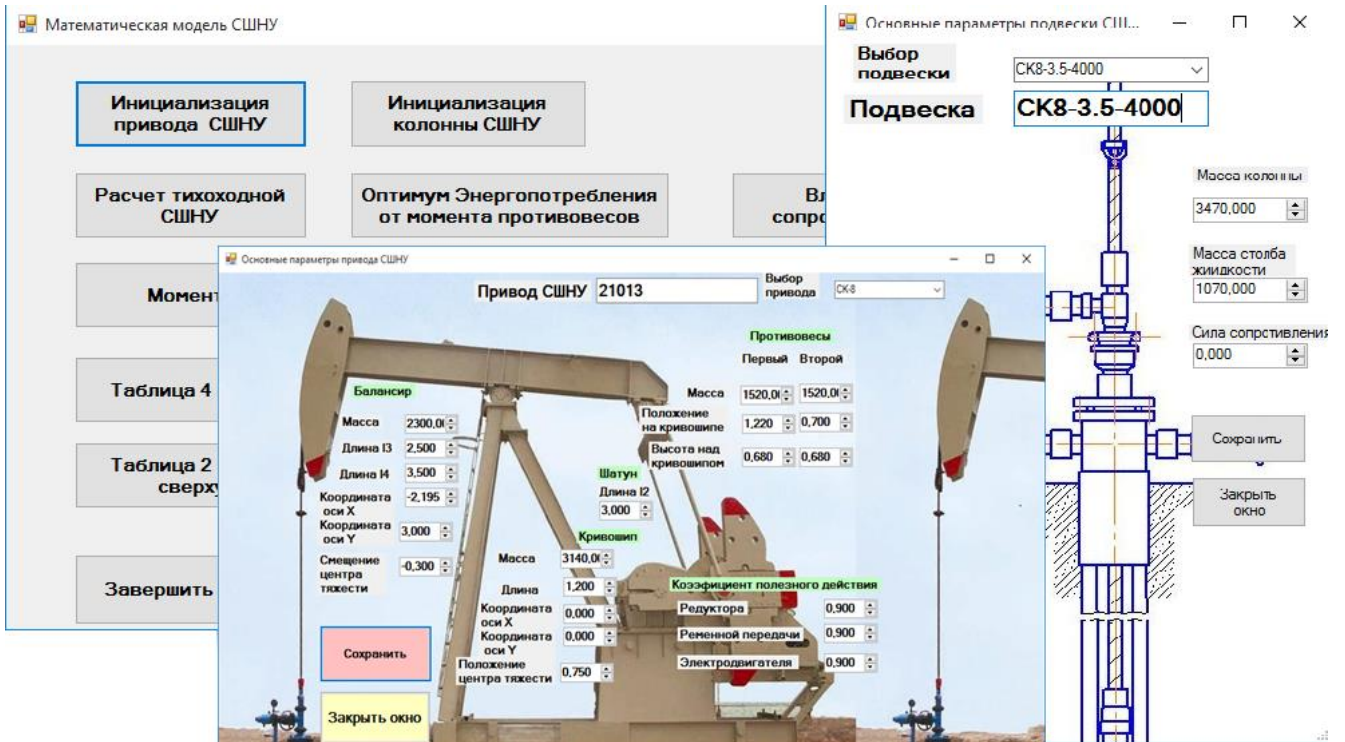 Математическая модель СШНУ
Инициализация
привода СШНУ
Инициализация
колонны СШНУ
Расчет тихоходной
СШНУ
Оптимум Энергопотребления
от момента противовесов
Вл
сопро
Момент
Таблица 4
Таблица 2
сверху
Завершить
Основные параметры подвески СШ...
Выбор
подвески
СК8-3.5-4000
Подвеска
СК8-3.5-4000
Масса колонны
3470,000
Масса столба
жиидкости
1070,000
Сила сопрстивления
0,000
Сохранить
Закрыть
окно
Основные параметры привода СШНУ
Привод СШНУ
21013
Выбор
привода
СК-8
Противовесы
Первый Второй
Масса
1520,0
1520,0
Положение
на кривошипе
1,220
0,700
Высота над
кривошипом
0,680
0,680
Балансир
Масса
2300,0
Длина l3
2,500
Длина l4
3,500
Координата
оси X
-2,195
Координата
оси Y
3,000
Смещение
центра
тяжести
-0,300
Шатун
Длина l2
3,000
Кривошип
Масса
3140,0
Длина
1,200
Координата
оси X
0,000
Координата
оси Y
0,000
Положение
центра тяжести
0,750
Коэзфициент полезного действия
Редуктора
0,900
Ременной передачи
0,900
Электродвигателя
0,900
Сохранить
Закрыть окно